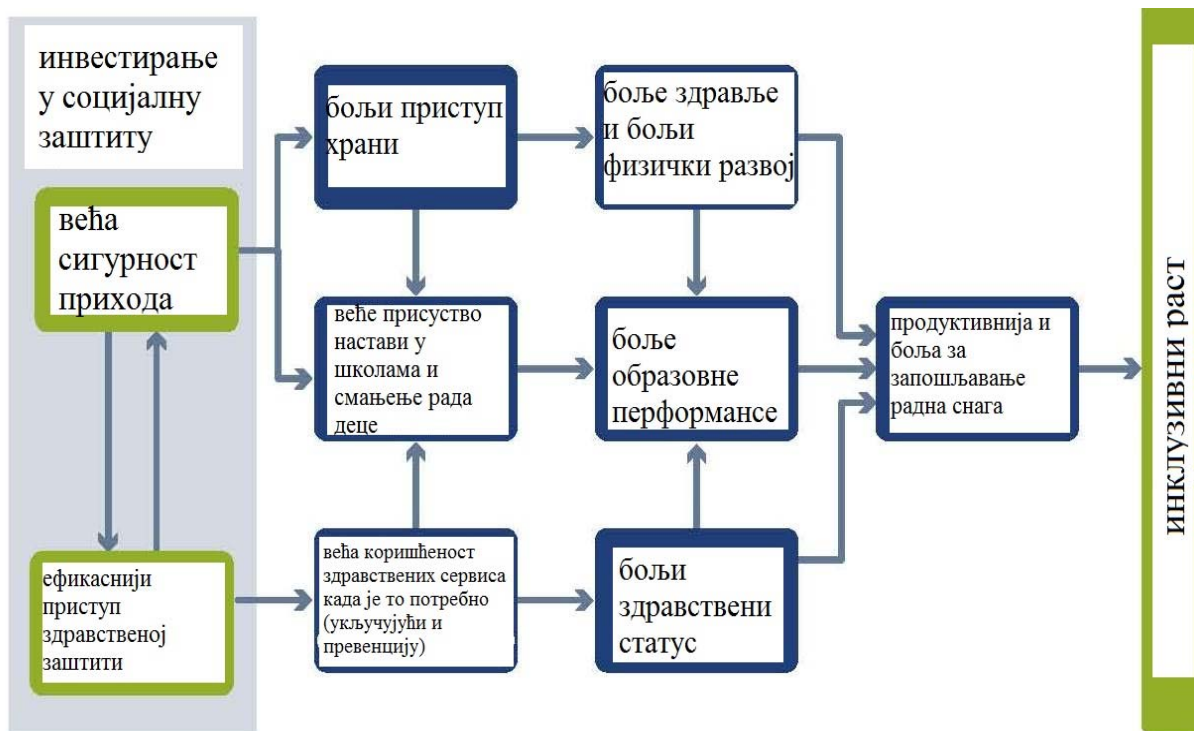 инвестирање
у социјалну
заштиту
већа
сигурност
прихода
ефикаснији
приступ
здравственој
заштити
бољи приступ
храни
веће присуство
настави у
школама и
смањење рада
деце
већа коришћеност
здравствених сервиса
када је то потребно
(укључујући и
превенцију)
боље здравље
и бољи
физички развој
боље
образовне
перформансе
бољи
здравствени
статус
продуктивнија и
боља за
запошљавање
радна снага
инклузивни раст